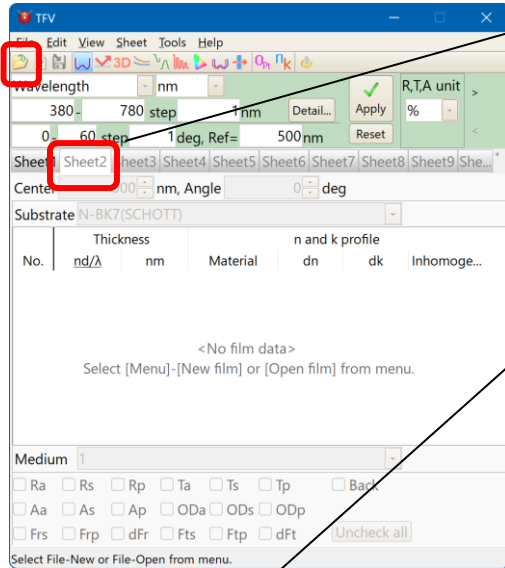 TFV
File Edit View Sheet Tools Help
3D Opt nK
Wavelength nm R,T,A unit >
380 - 780 step 1 nm Detail... Apply % <
0 - 60 step 1 deg, Ref= 500 nm Reset
Sheet1 Sheet2 Sheet3 Sheet4 Sheet5 Sheet6 Sheet7 Sheet8 Sheet9 She...
Center nm, Angle 0 deg
Substrate N-BK7(SCHOTT)
Thickness n and k profile
No. nd/λ nm Material dn dk Inhomoge...
<No film data>
Select [Menu]-[New film] or [Open film] from menu.
Medium 1
Ra Rs Rp Ta Ts Tp Back
Aa As Ap ODa ODs ODp
Frs Frp dFr Fts Ftp dFt Uncheck all
Select File-New or File-Open from menu.